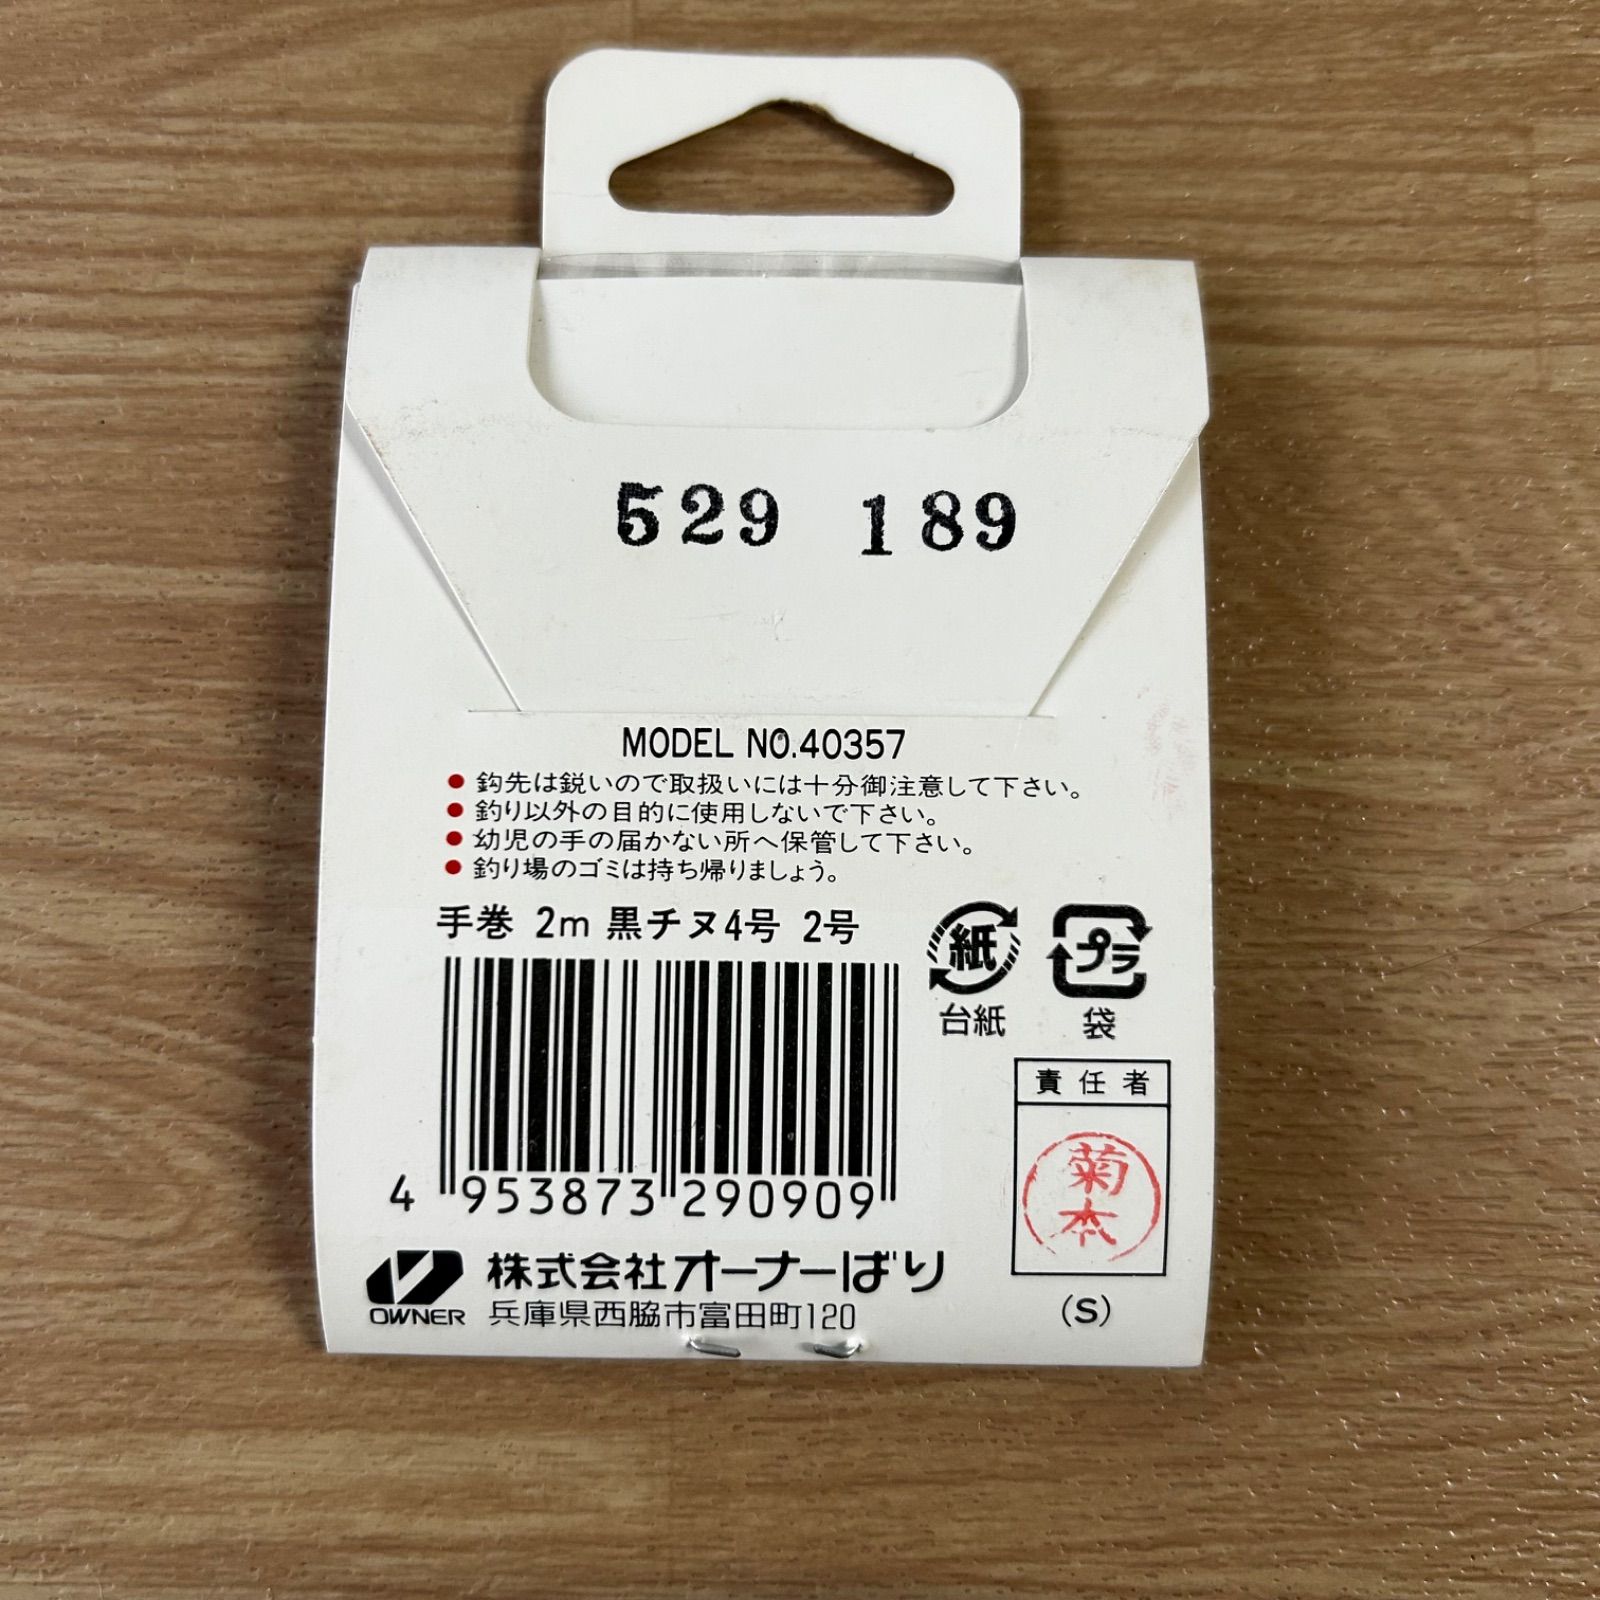 529 189
MODEL NO.40357
● 鈎先は鋭いので取扱いには十分御注意して下さい。
● 釣り以外の目的に使用しないで下さい。
● 幼児の手の届かない所へ保管して下さい。
● 釣り場のゴミは持ち帰りましょう。
手巻 2m 黒チヌ4号 2号
紙
台紙
プラ
袋
責任者
菊本
(S)
4 953873 290909
OWNER
株式会社オーナーばり
兵庫県西脇市富田町120